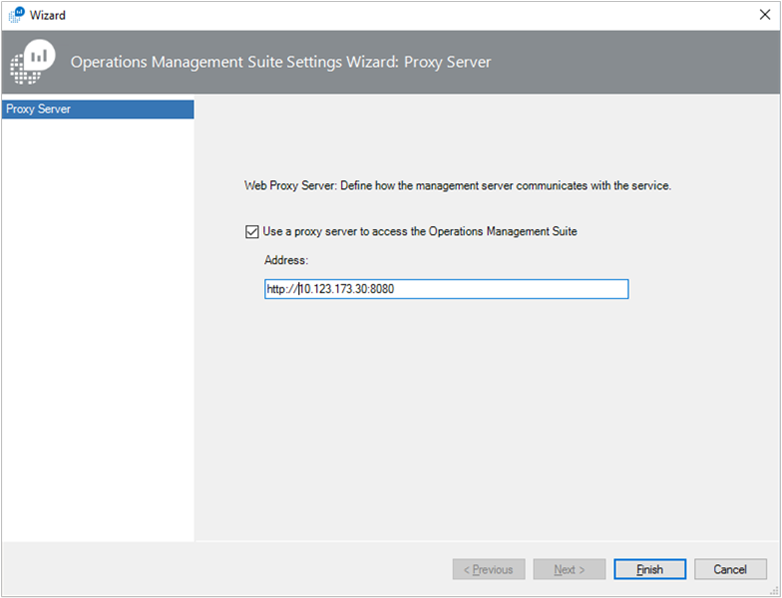 Wizard
Operations Management Suite Settings Wizard: Proxy Server
Proxy Server
Web Proxy Server: Define how the management server communicates with the service.
Use a proxy server to access the Operations Management Suite
Address:
http://10.123.173.30:8080
< Previous
Next >
Finish
Cancel